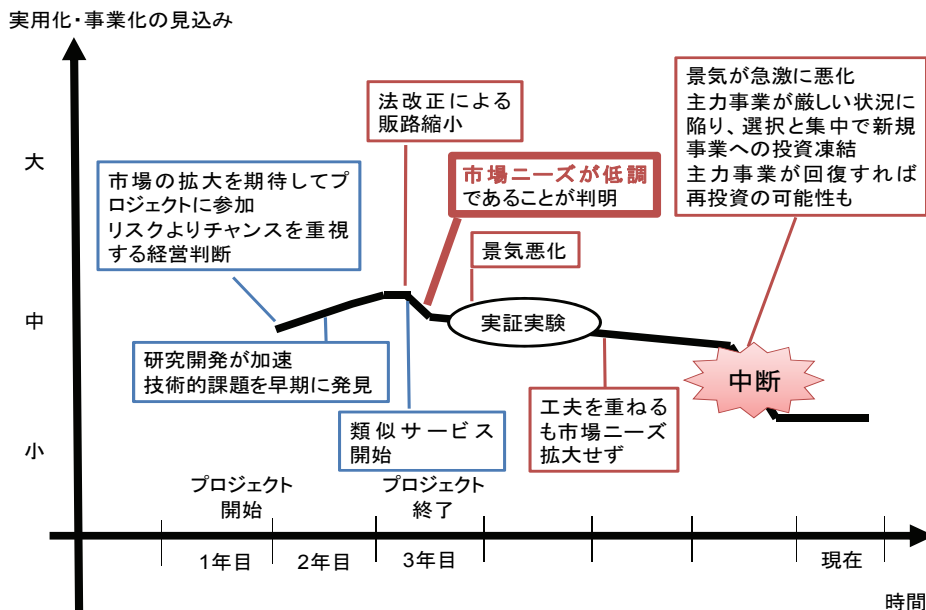 実用化・事業化の見込み
大
中
小
法改正による
販路縮小
景気が急激に悪化
主力事業が厳しい状況に
陥り、選択と集中で新規
事業への投資凍結
主力事業が回復すれば
再投資の可能性も
市場の拡大を期待してプ
ロジェクトに参加
リスクよりチャンスを重視
する経営判断
市場ニーズが低調
であることが判明
景気悪化
実証実験
研究開発が加速
技術的課題を早期に発見
類似サービス
開始
工夫を重ねる
も市場ニーズ
拡大せず
中断
プロジェクト
開始
プロジェクト
終了
1年目
2年目
3年目
現在
時間